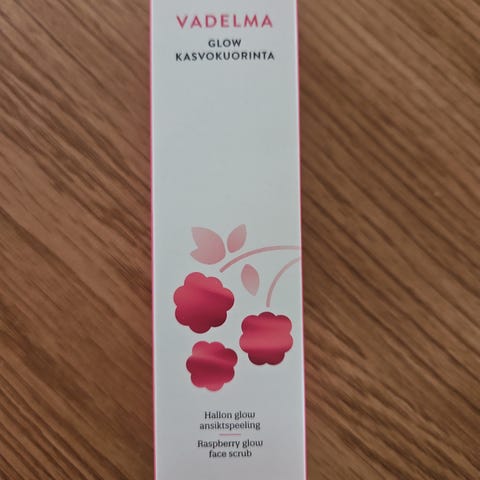 VADELMA
GLOW
KASVOKUORINTA
Hallon glow
ansiktspeeling
Raspberry glow
face scrub